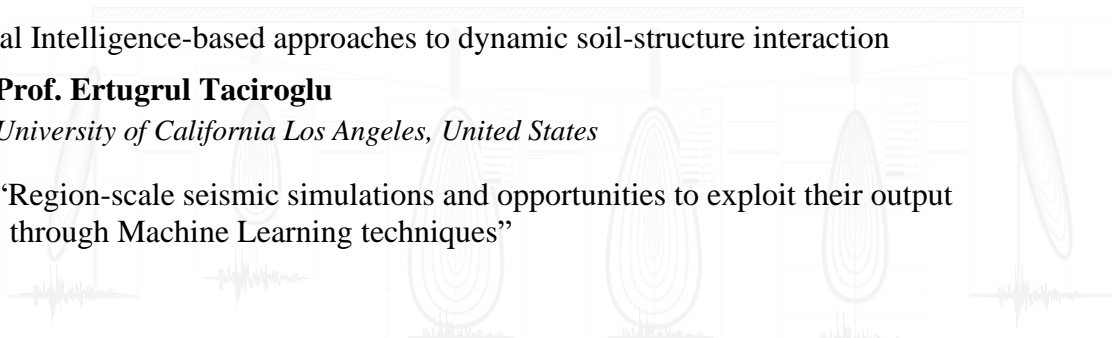 al Intelligence-based approaches to dynamic soil-structure interaction
Prof. Ertugrul Taciroglu
University of California Los Angeles, United States
“Region-scale seismic simulations and opportunities to exploit their output
through Machine Learning techniques”